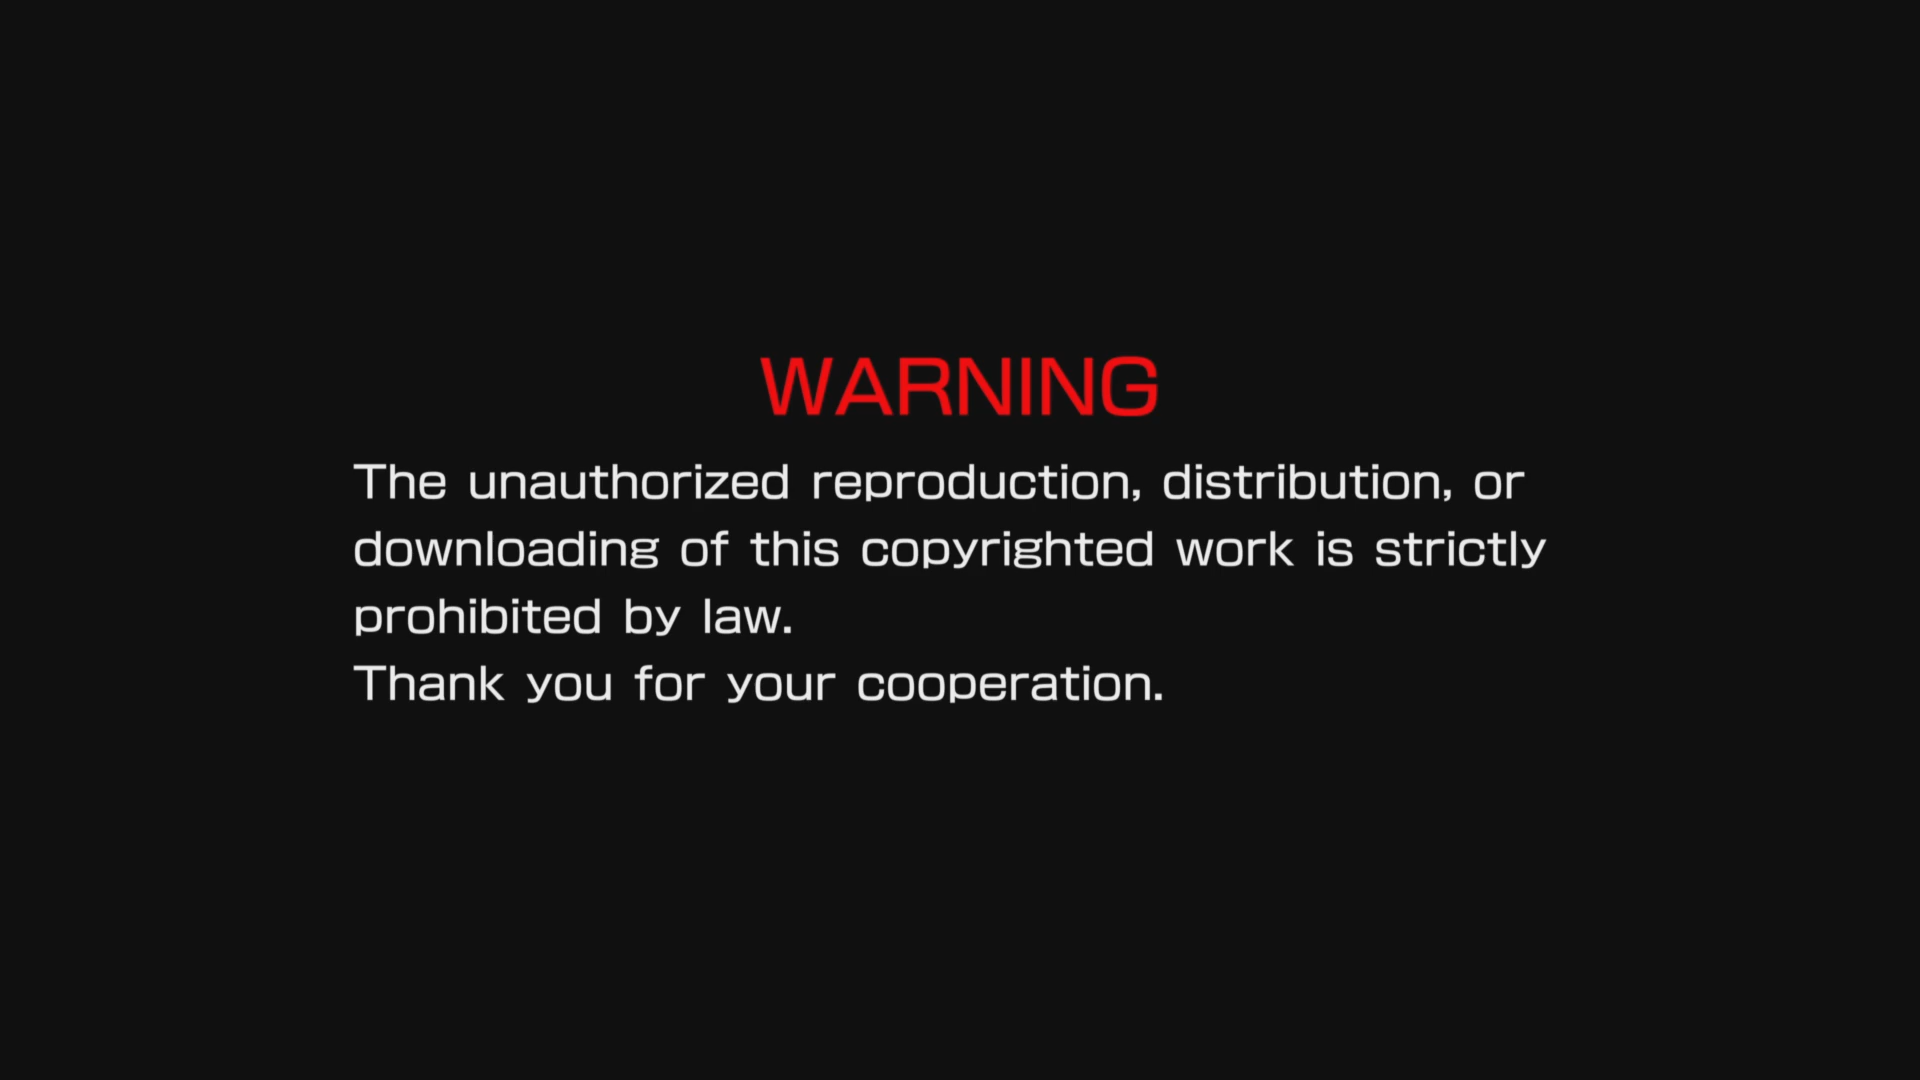 WARNING
The unauthorized reproduction, distribution, or
downloading of this copyrighted work is strictly
prohibited by law.
Thank you for your cooperation.